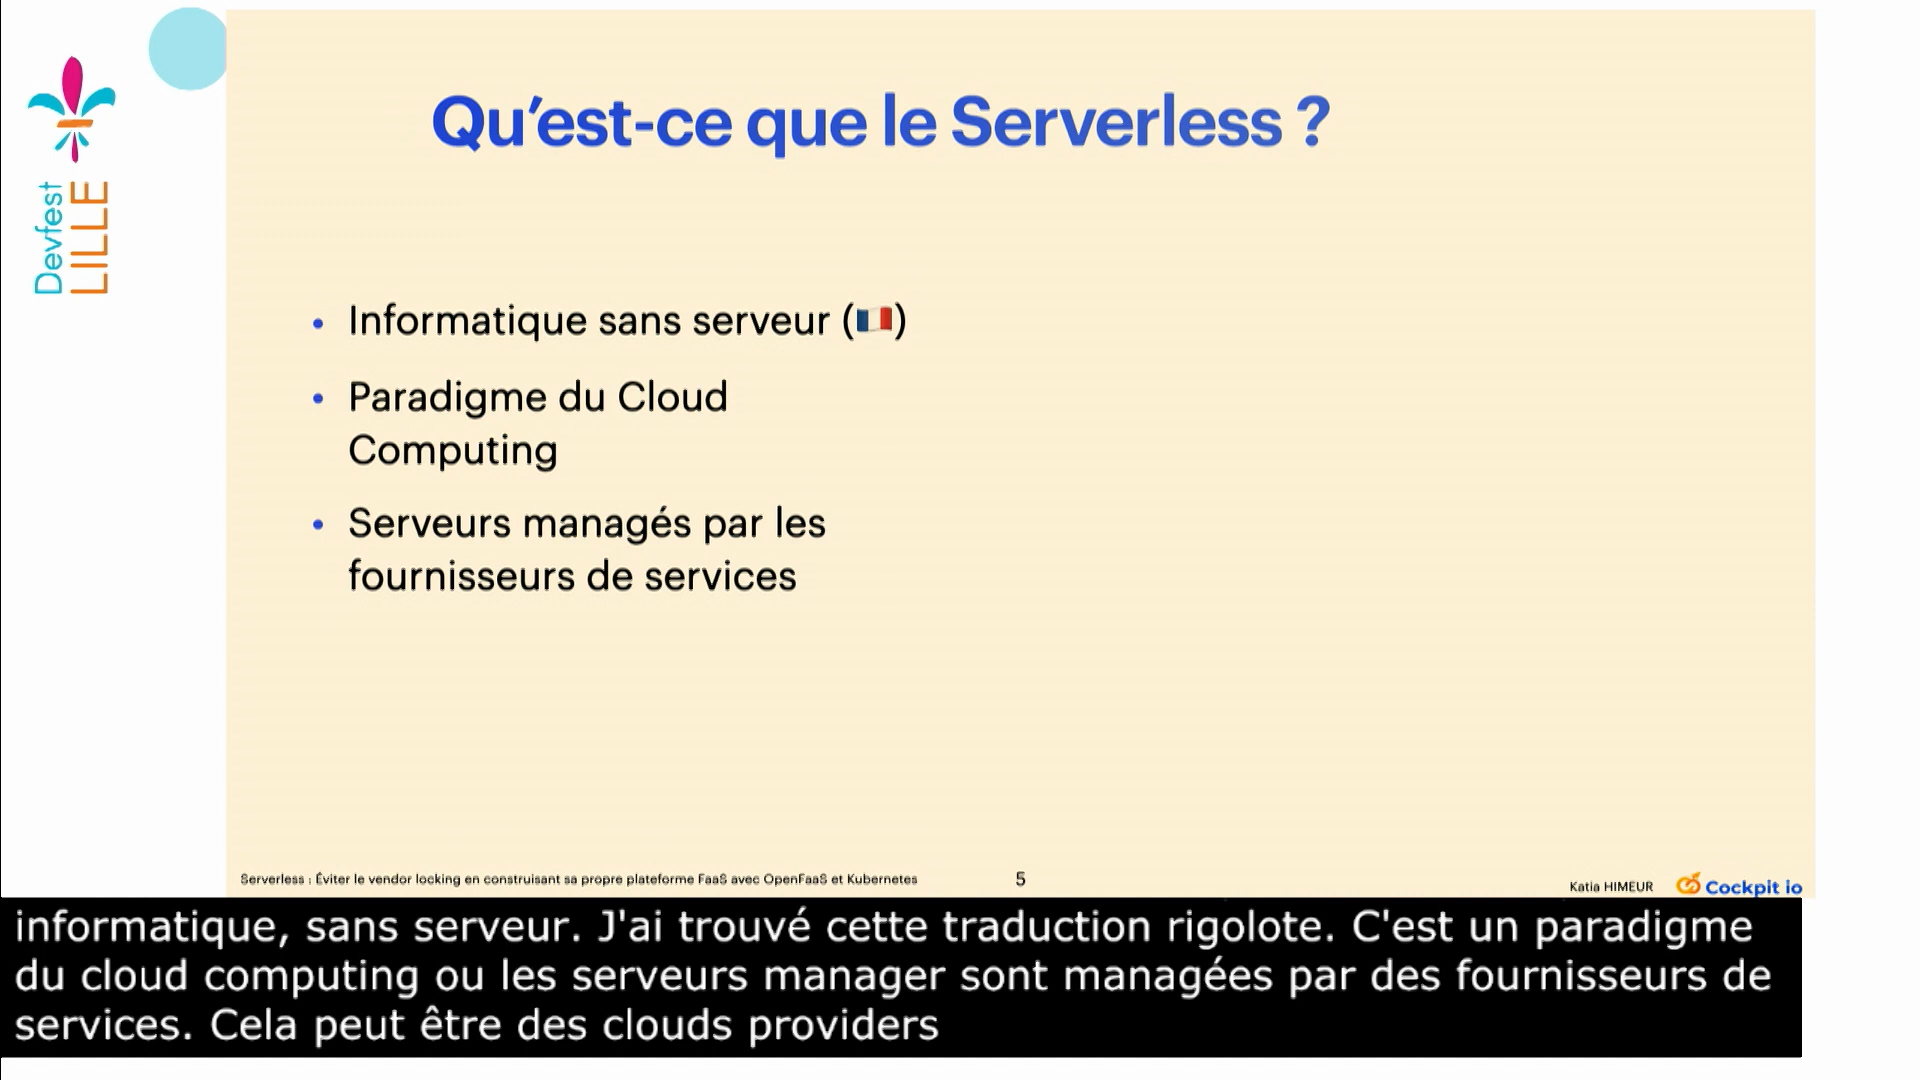 Devfest
LILLE
Qu'est-ce que le Serverless ?
• Informatique sans serveur (🇫🇷)
• Paradigme du Cloud
Computing
• Serveurs managés par les
fournisseurs de services
Serverless : Éviter le vendor locking en construisant sa propre plateforme FaaS avec OpenFaaS et Kubernetes
5
Katia HIMEUR
Cockpit io
informatique, sans serveur. J'ai trouvé cette traduction rigolote. C'est un paradigme
du cloud computing ou les serveurs manager sont managées par des fournisseurs de
services. Cela peut être des clouds providers